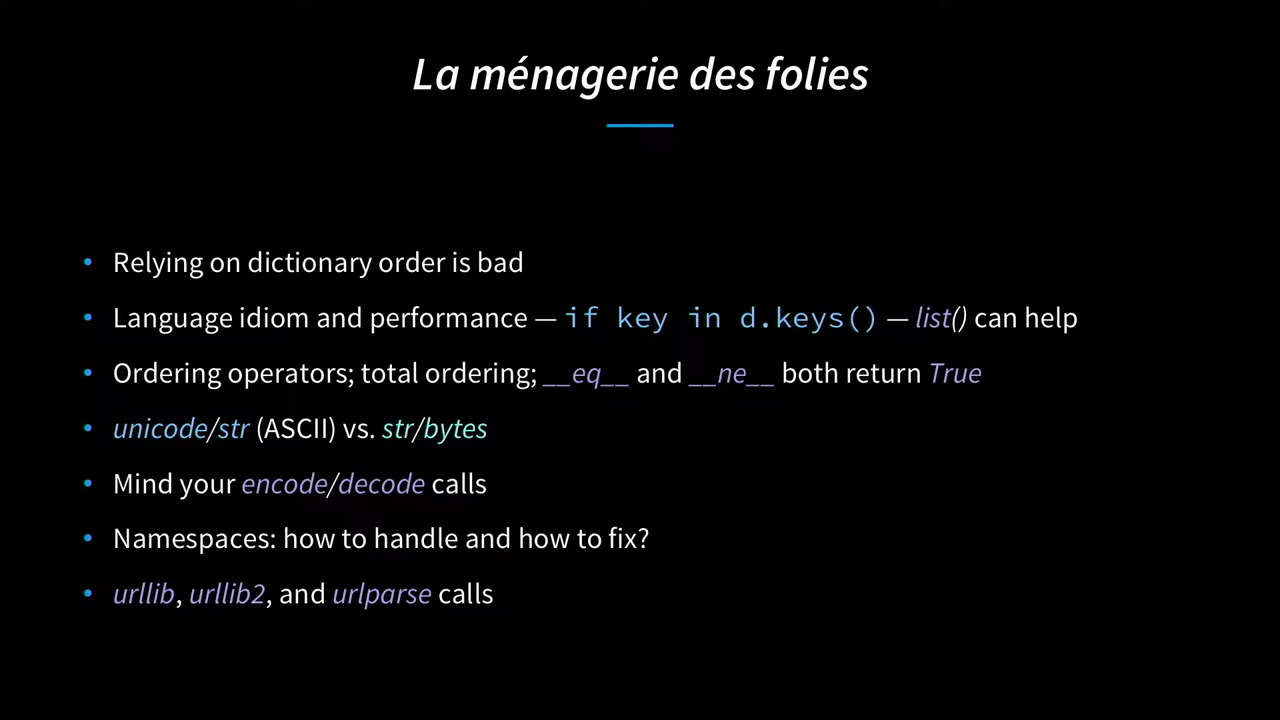 La ménagerie des folies
• Relying on dictionary order is bad
• Language idiom and performance — if key in d.keys() — list() can help
• Ordering operators; total ordering; __eq__ and __ne__ both return True
• unicode/str (ASCII) vs. str/bytes
• Mind your encode/decode calls
• Namespaces: how to handle and how to fix?
• urllib, urllib2, and urlparse calls